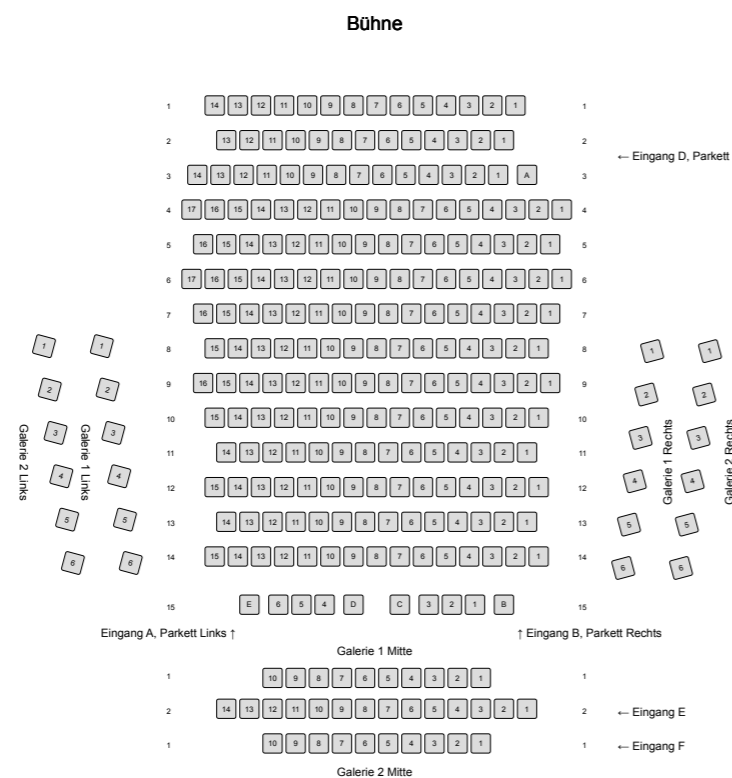 Bühne
1 14 13 12 11 10 9 8 7 6 5 4 3 2 1 1
2 13 12 11 10 9 8 7 6 5 4 3 2 1 2
← Eingang D, Parkett
3 14 13 12 11 10 9 8 7 6 5 4 3 2 1 A 3
4 17 16 15 14 13 12 11 10 9 8 7 6 5 4 3 2 1 4
5 16 15 14 13 12 11 10 9 8 7 6 5 4 3 2 1 5
6 17 16 15 14 13 12 11 10 9 8 7 6 5 4 3 2 1 6
7 16 15 14 13 12 11 10 9 8 7 6 5 4 3 2 1 7
1 1 8 15 14 13 12 11 10 9 8 7 6 5 4 3 2 1 8 1 1
2 2 9 16 15 14 13 12 11 10 9 8 7 6 5 4 3 2 1 9 2 2
3 3 10 15 14 13 12 11 10 9 8 7 6 5 4 3 2 1 10 3 3
Galerie 2 Links
Galerie 1 Links
Galerie 1 Rechts
Galerie 2 Rechts
4 4 11 14 13 12 11 10 9 8 7 6 5 4 3 2 1 11 4 4
5 5 12 15 14 13 12 11 10 9 8 7 6 5 4 3 2 1 12 5 5
13 14 13 12 11 10 9 8 7 6 5 4 3 2 1 13
6 6 14 15 14 13 12 11 10 9 8 7 6 5 4 3 2 1 14 6 6
15 E 6 5 4 D C 3 2 1 B 15
Eingang A, Parkett Links ↑
↑ Eingang B, Parkett Rechts
Galerie 1 Mitte
1 10 9 8 7 6 5 4 3 2 1 1
2 14 13 12 11 10 9 8 7 6 5 4 3 2 1 2 ← Eingang E
1 10 9 8 7 6 5 4 3 2 1 1 ← Eingang F
Galerie 2 Mitte